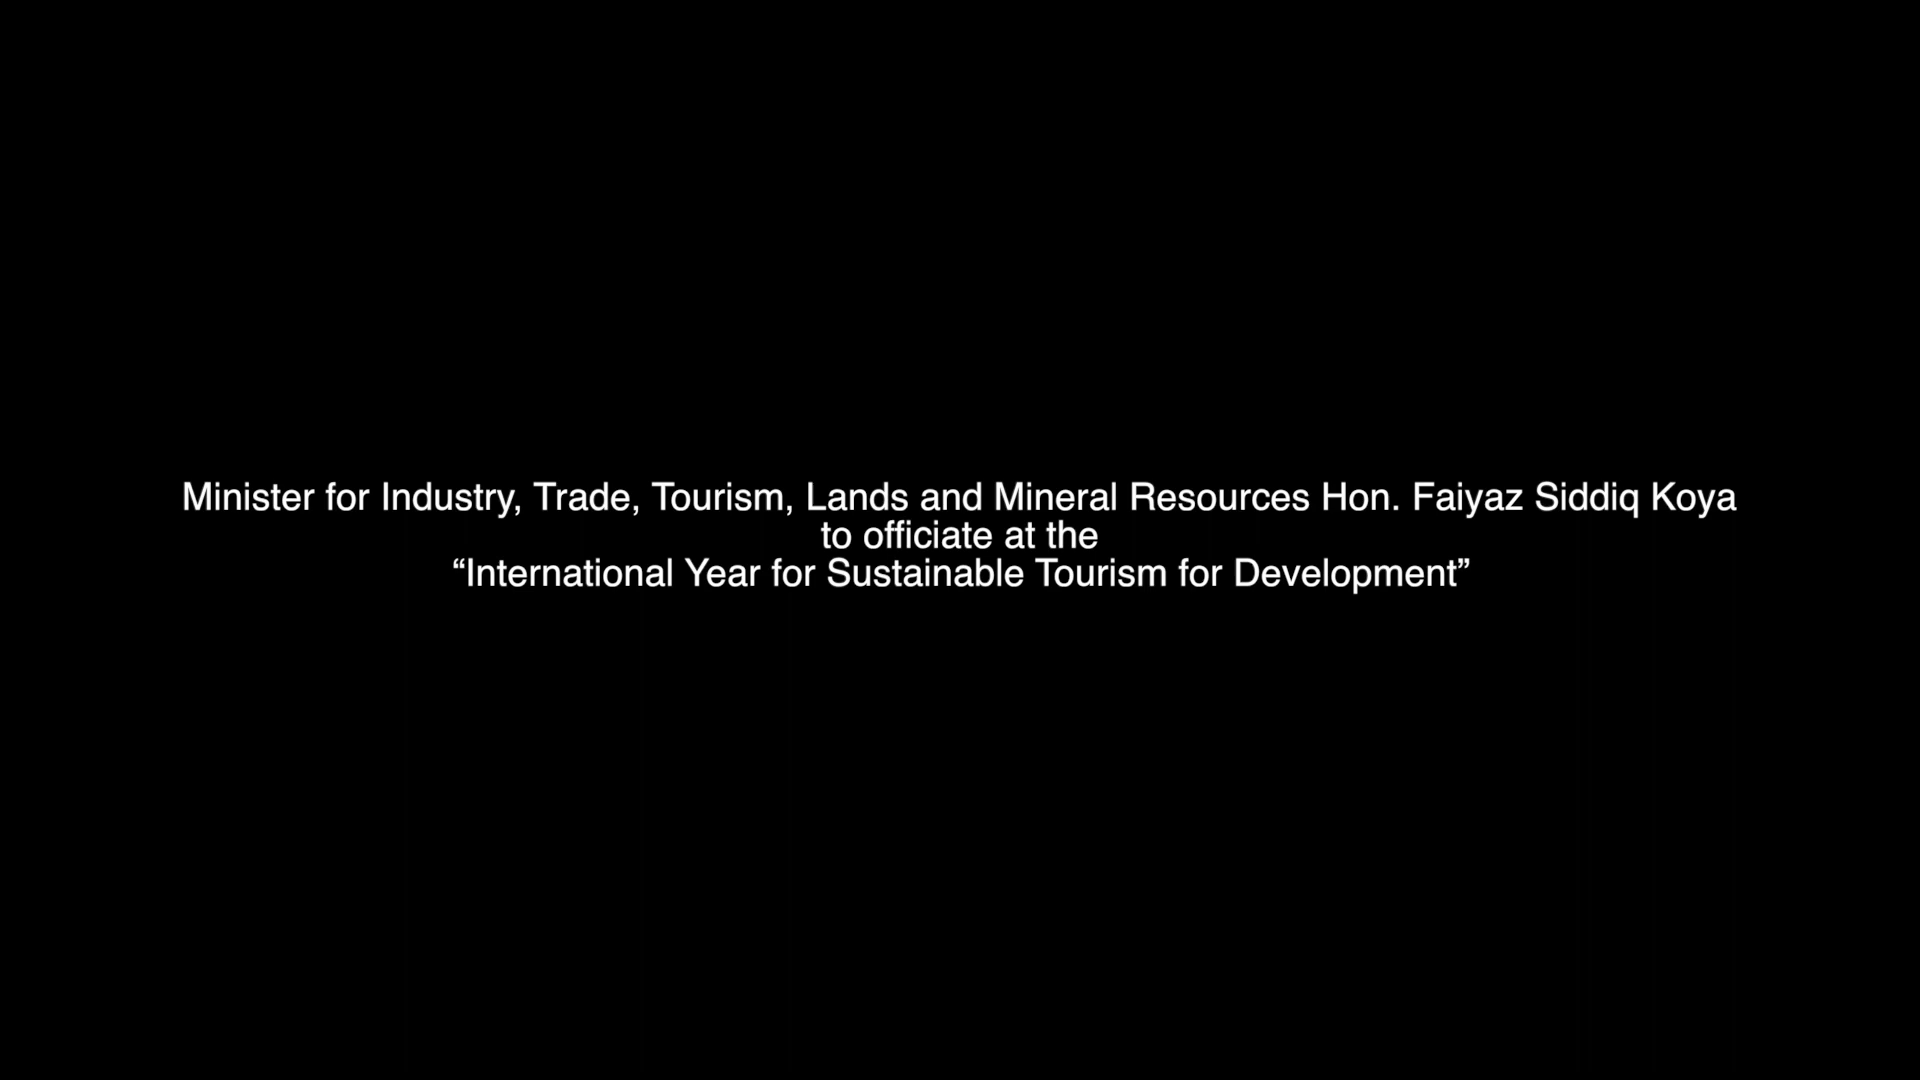 Minister for Industry, Trade, Tourism, Lands and Mineral Resources Hon. Faiyaz Siddiq Koya
to officiate at the
“International Year for Sustainable Tourism for Development”